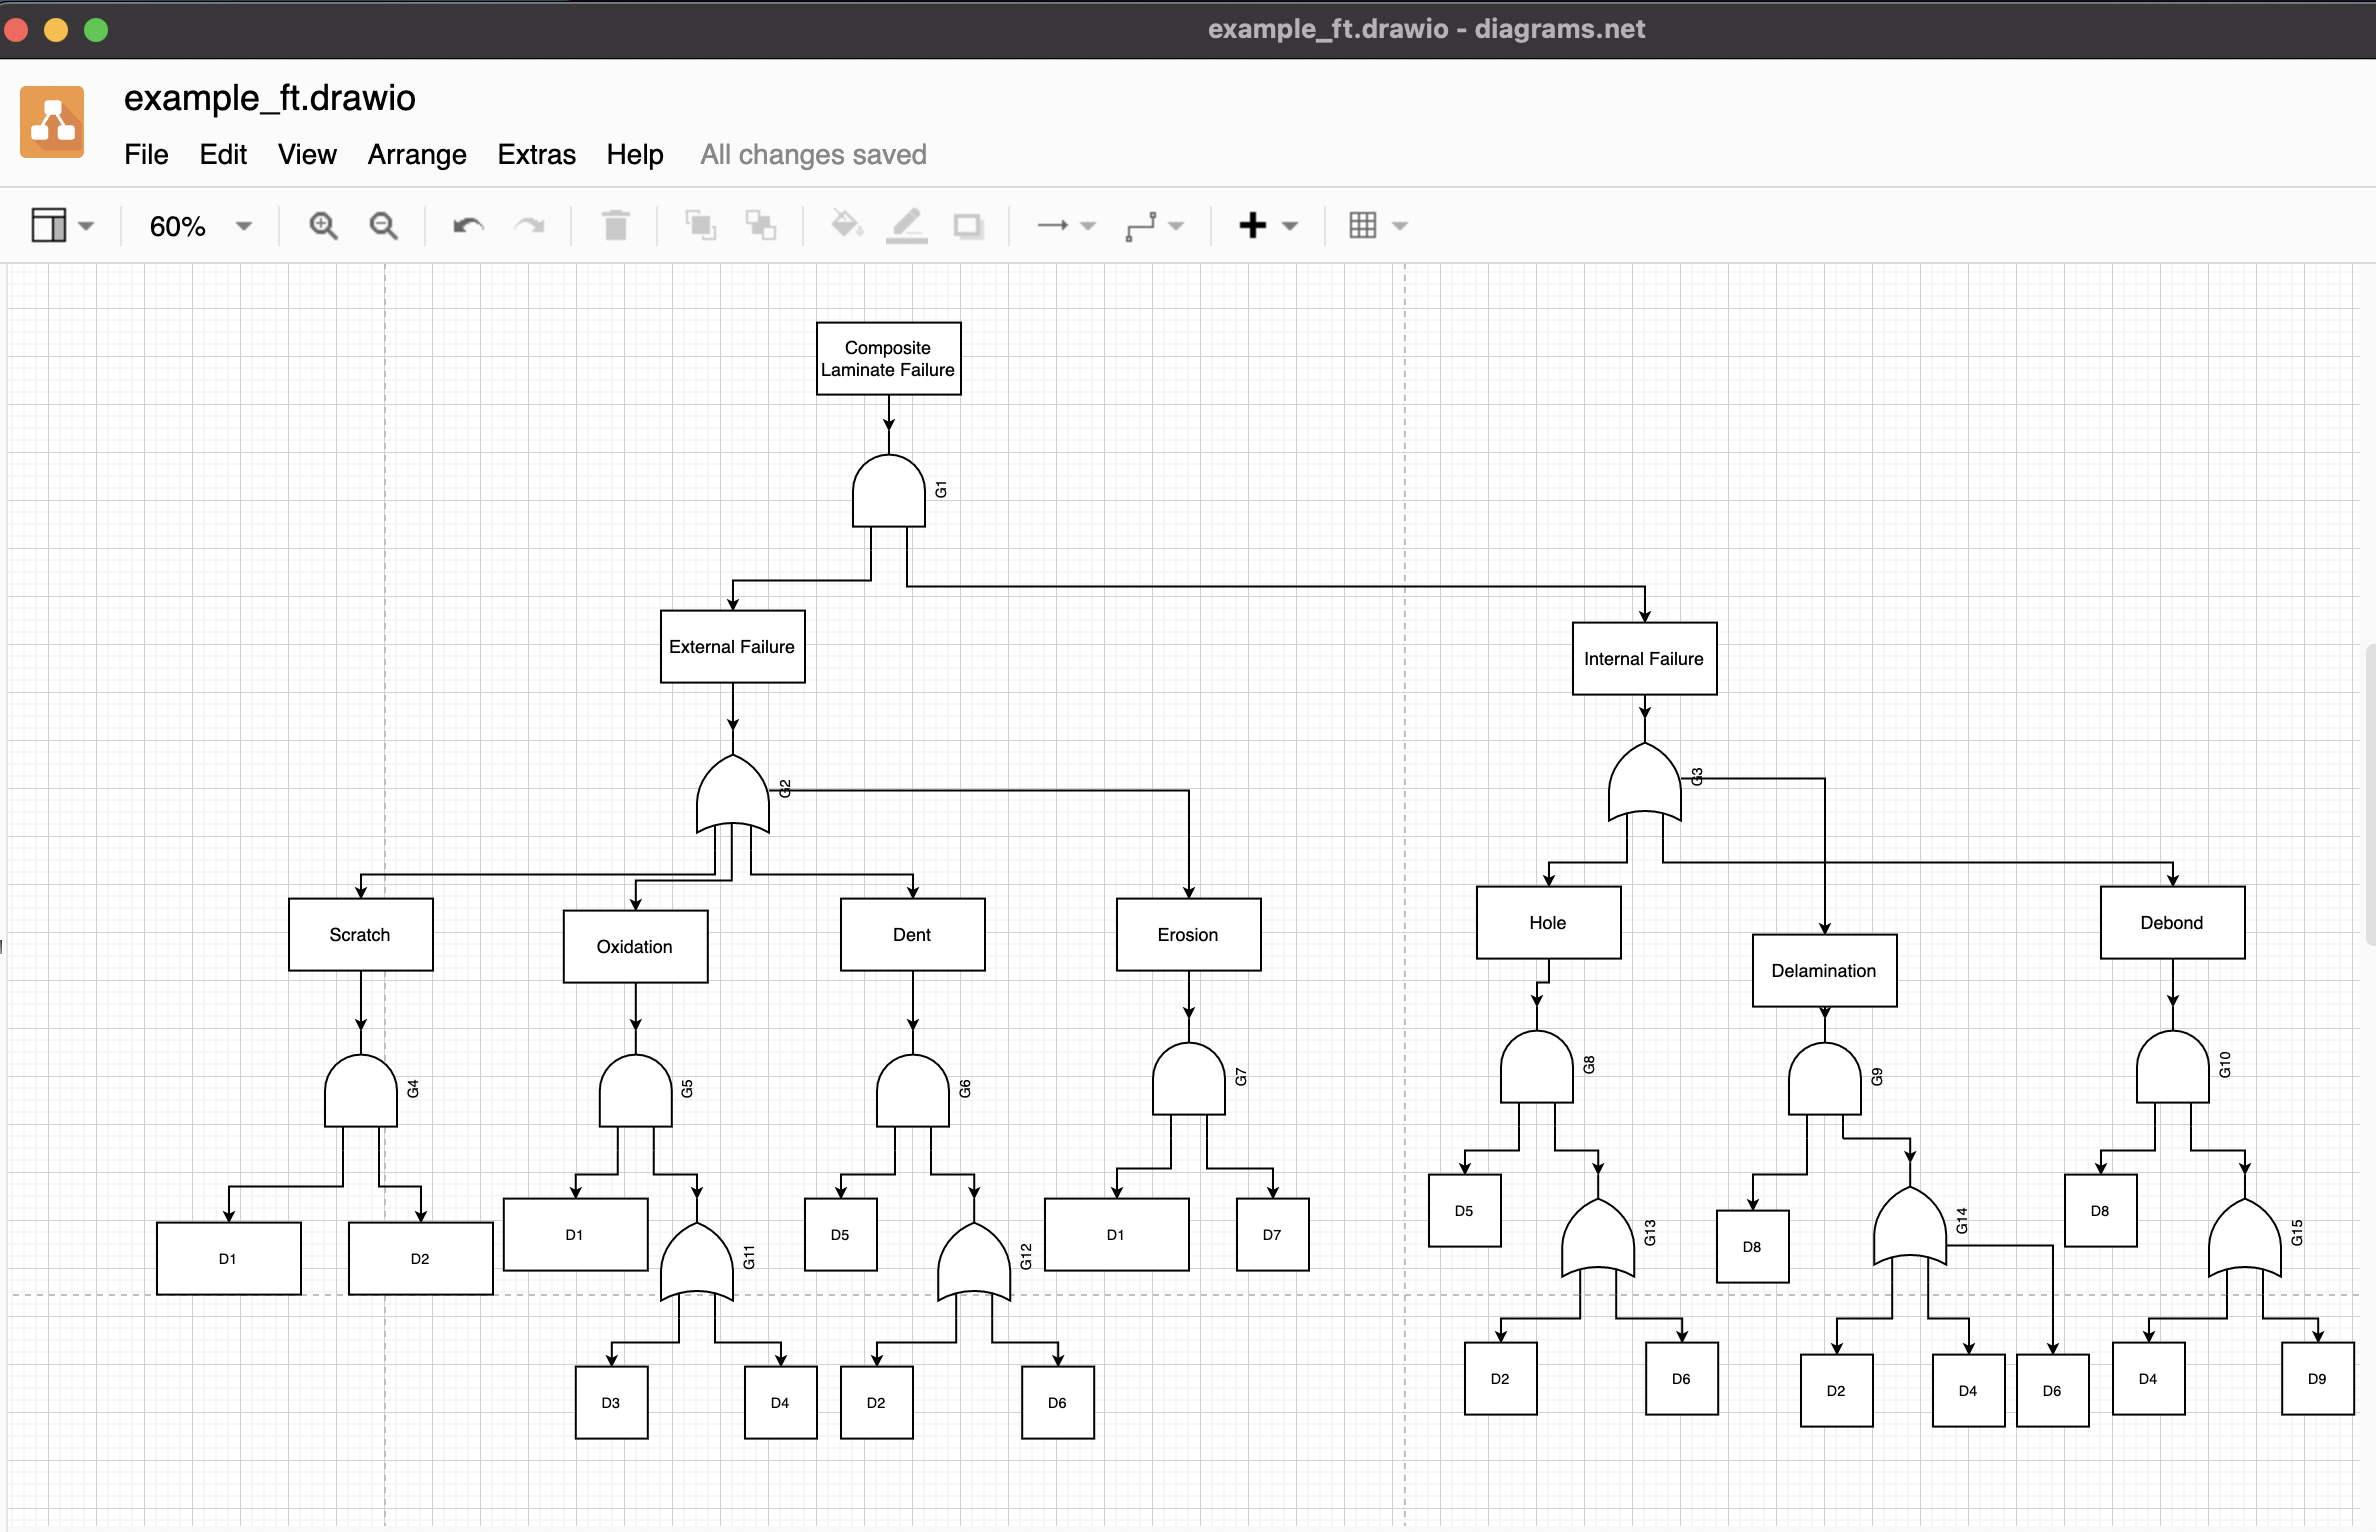 example_ft.drawio - diagrams.net
example_ft.drawio
File Edit View Arrange Extras Help All changes saved
60%
Composite
Laminate Failure
G1
External Failure
Internal Failure
G2
G3
Scratch
Oxidation
Dent
Erosion
Hole
Delamination
Debond
G4
G5
G6
G7
G8
G9
G10
D1
D2
D1
G11
D5
G12
D1
D7
D5
G13
D8
G14
D8
G15
D3
D4
D2
D6
D2
D6
D2
D4
D6
D4
D9